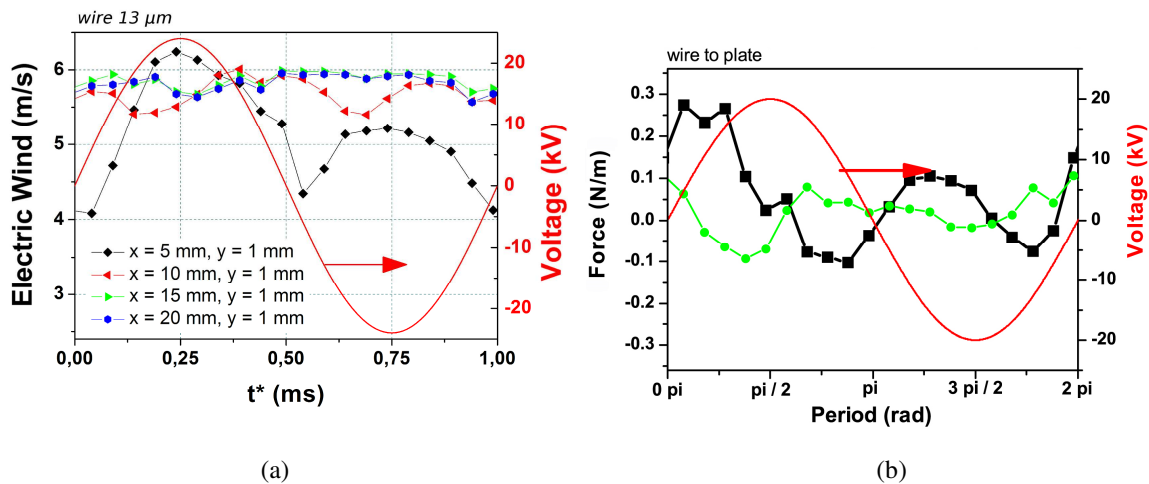 wire 13 μm
Electric Wind (m/s)
6
5
4
3
x = 5 mm, y = 1 mm
x = 10 mm, y = 1 mm
x = 15 mm, y = 1 mm
x = 20 mm, y = 1 mm
0,00
0,25
0,50
0,75
1,00
t* (ms)
20
10
0
-10
-20
Voltage (kV)
(a)
wire to plate
Force (N/m)
0.3
0.2
0.1
0.0
-0.1
-0.2
-0.3
0 pi
pi / 2
pi
3 pi / 2
2 pi
Period (rad)
20
10
0
-10
-20
Voltage (kV)
(b)